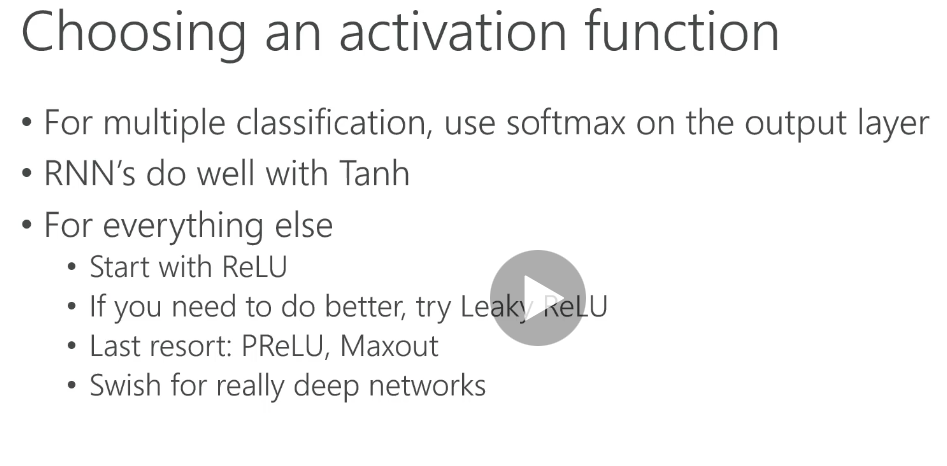 Choosing an activation function
• For multiple classification, use softmax on the output layer
• RNN’s do well with Tanh
• For everything else
• Start with ReLU
• If you need to do better, try Leaky ReLU
• Last resort: PReLU, Maxout
• Swish for really deep networks